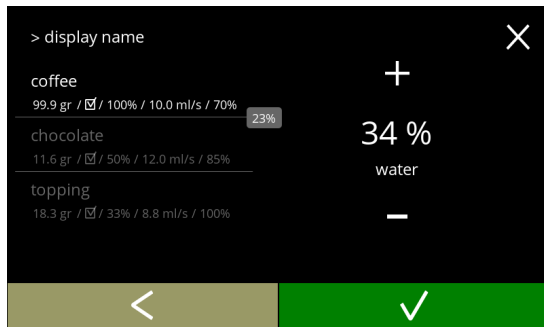 > display name
coffee
99.9 gr / ☑ / 100% / 10.0 ml/s / 70%
23%
chocolate
11.6 gr / ☑ / 50% / 12.0 ml/s / 85%
topping
18.3 gr / ☑ / 33% / 8.8 ml/s / 100%
+
34 %
water
-